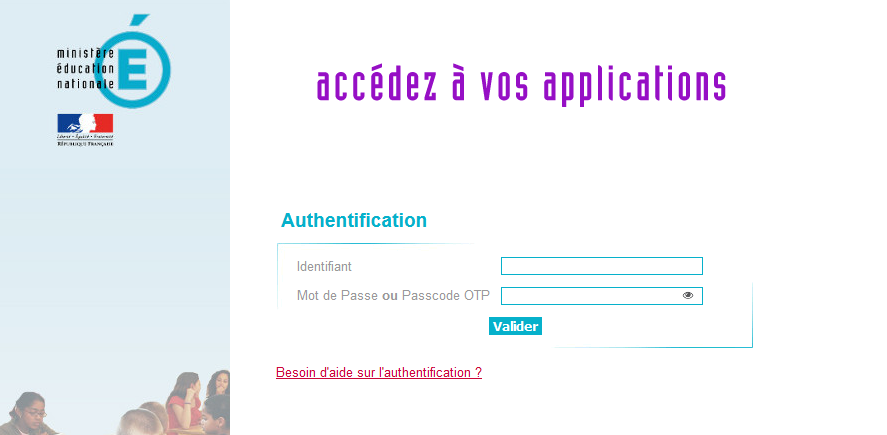 ministère
éducation
nationale
É
Liberté • Égalité • Fraternité
RÉPUBLIQUE FRANÇAISE
accédez à vos applications
Authentification
Identifiant
Mot de Passe ou Passcode OTP
Valider
Besoin d'aide sur l'authentification ?